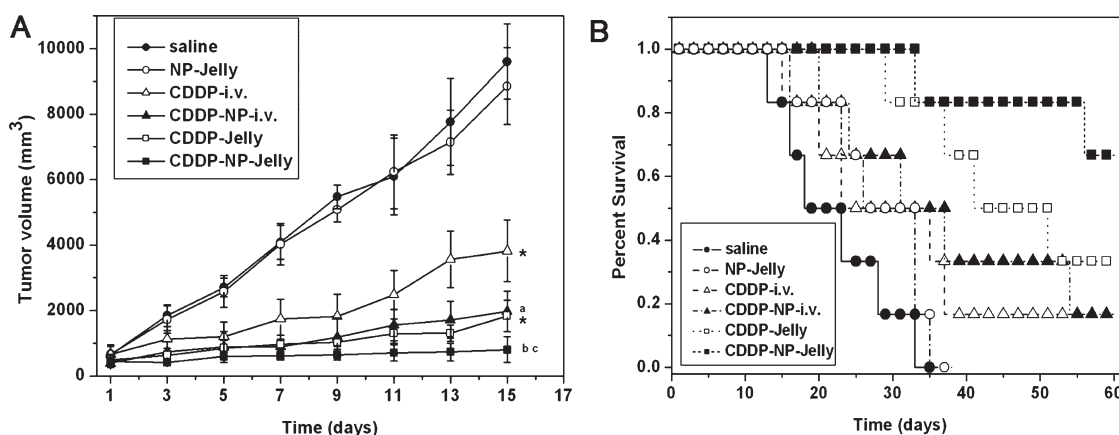 A
Tumor volume (mm3)
10000
8000
6000
4000
2000
0
saline
NP-Jelly
CDDP-i.v.
CDDP-NP-i.v.
CDDP-Jelly
CDDP-NP-Jelly
*
a
*
b c
1 3 5 7 9 11 13 15 17
Time (days)
B
Percent Survival
1.0
0.8
0.6
0.4
0.2
0.0
saline
NP-Jelly
CDDP-i.v.
CDDP-NP-i.v.
CDDP-Jelly
CDDP-NP-Jelly
0 10 20 30 40 50 60
Time (days)